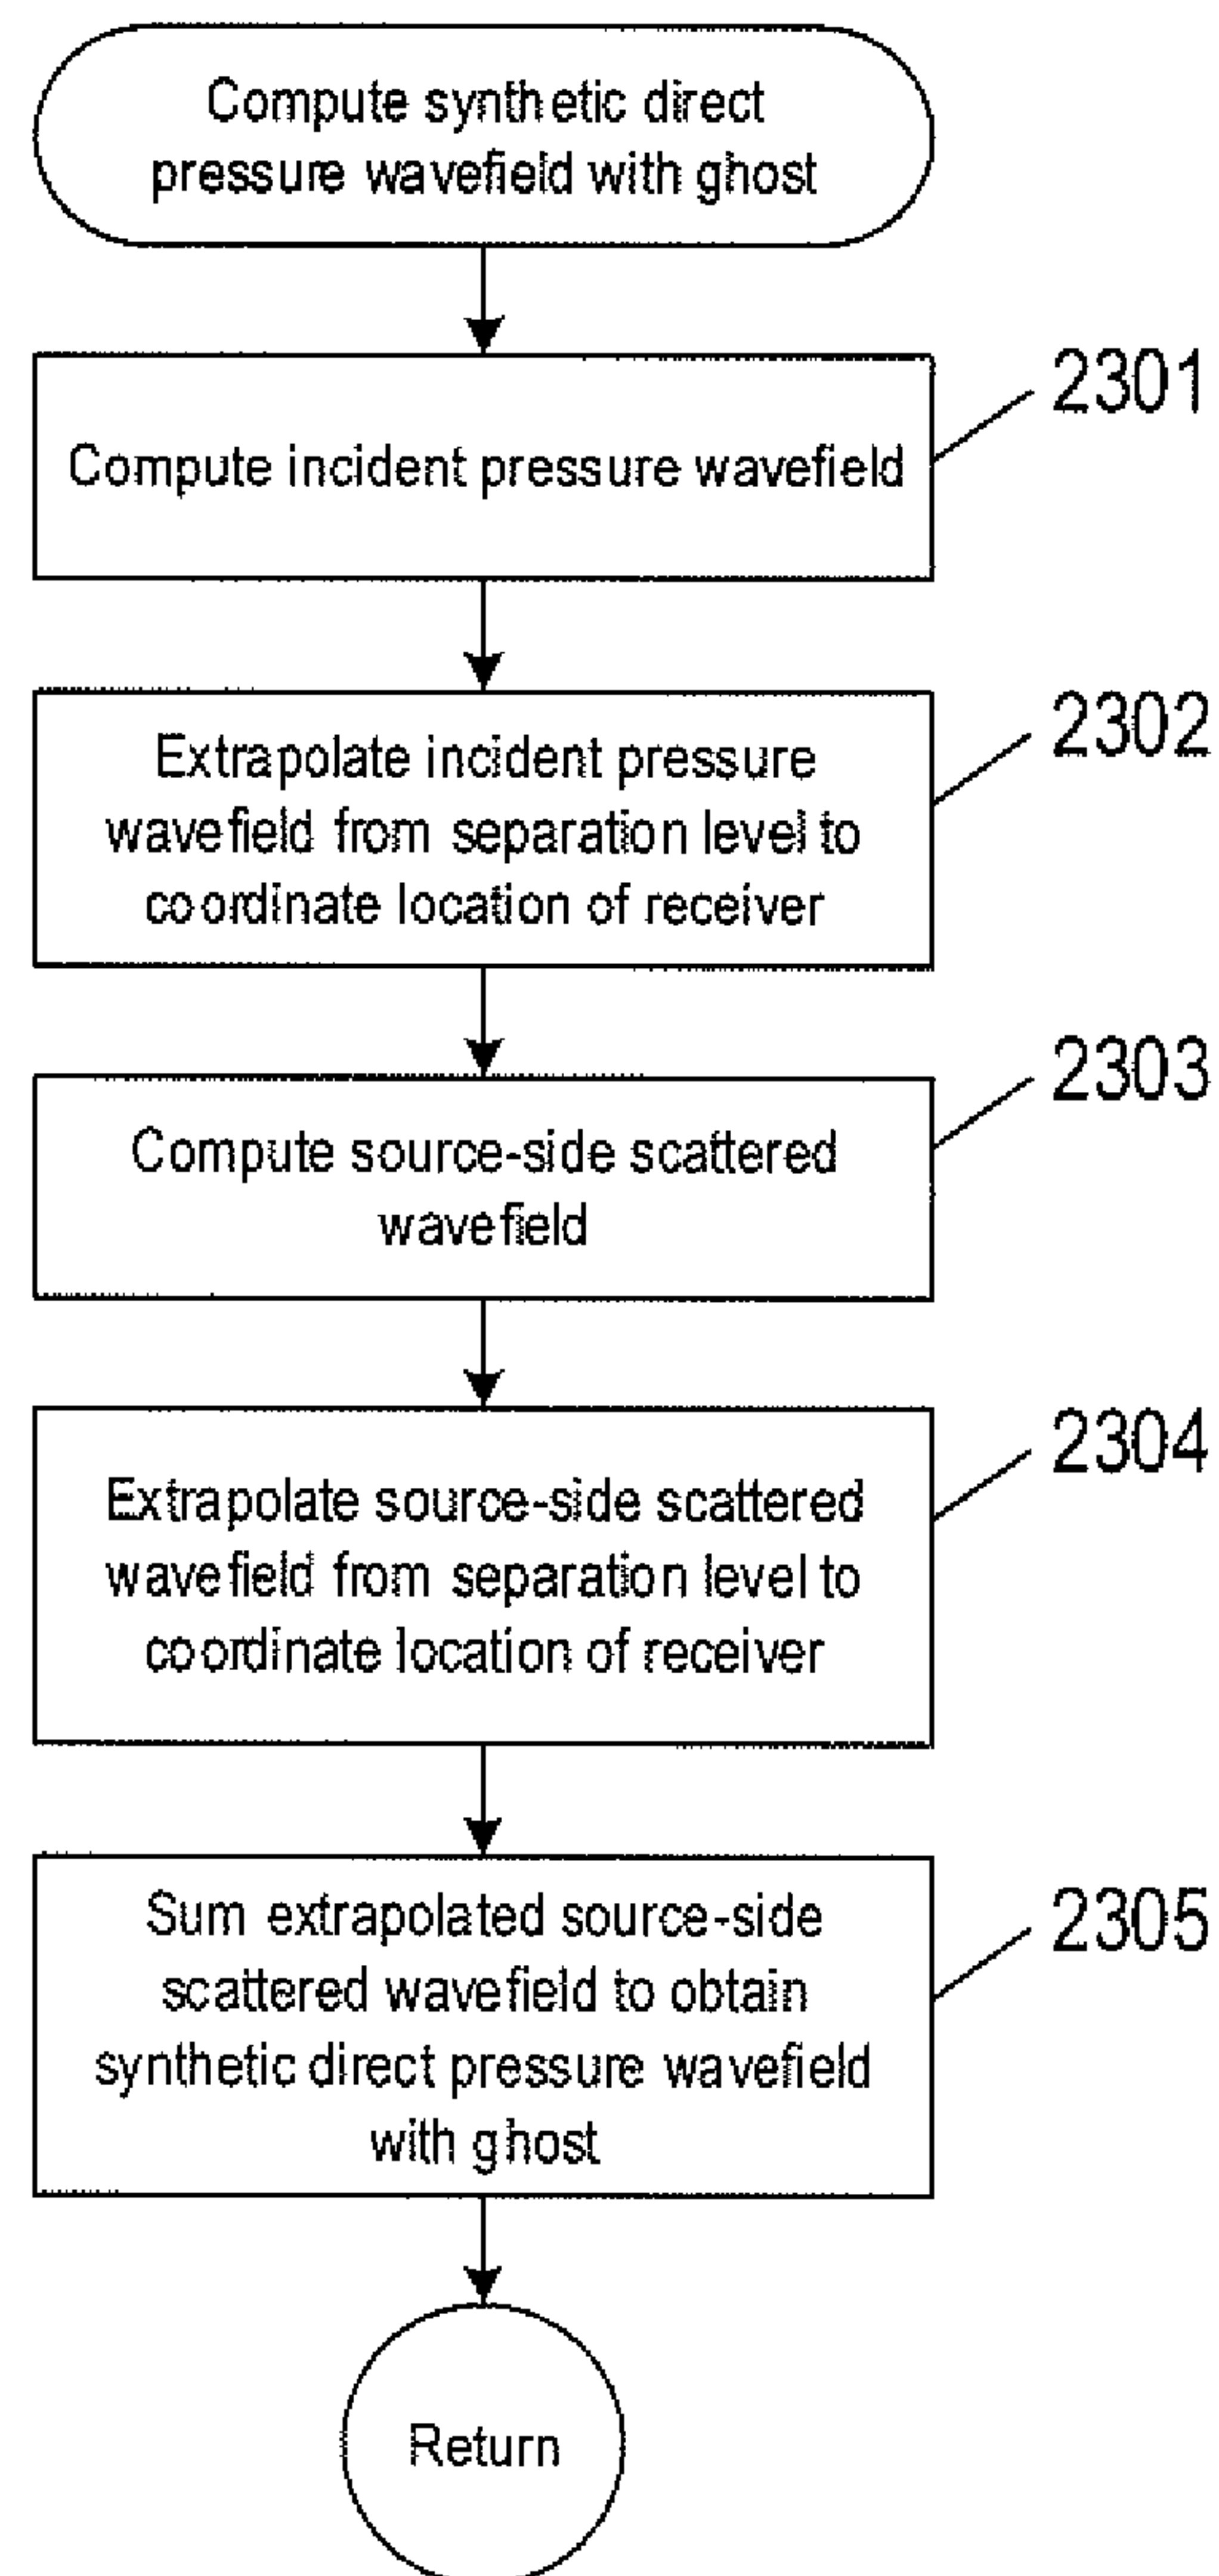 Compute synthetic direct
pressure wavefield with ghost
2301
Compute incident pressure wavefield
2302
Extrapolate incident pressure
wavefield from separation level to
coordinate location of receiver
2303
Compute source-side scattered
wavefield
2304
Extrapolate source-side scattered
wavefield from separation level to
coordinate location of receiver
2305
Sum extrapolated source-side
scattered wavefield to obtain
synthetic direct pressure wavefield
with ghost
Return